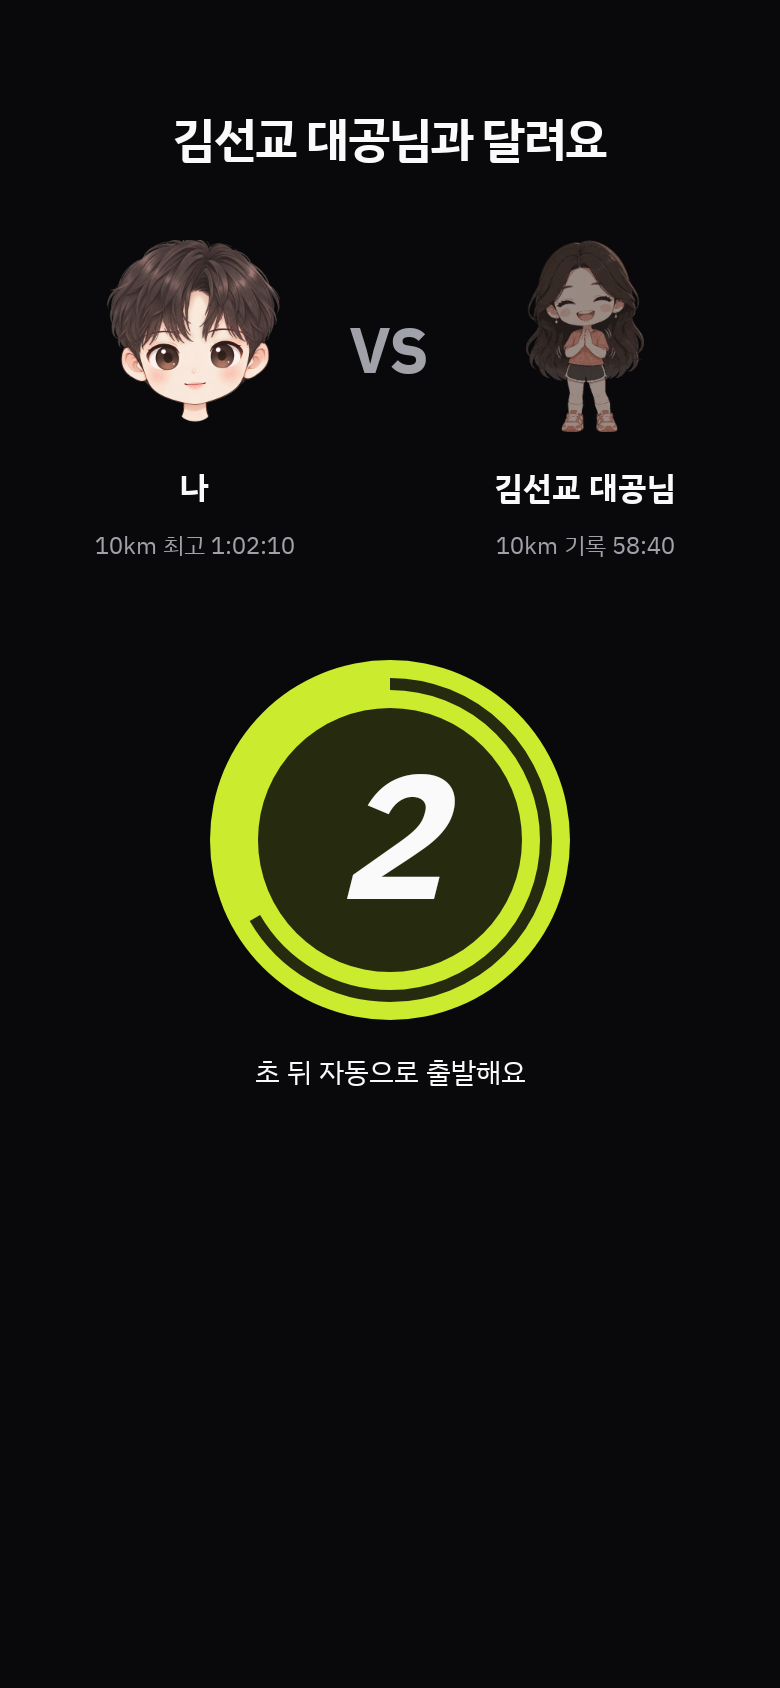 김선교 대공님과 달려요
VS
나
김선교 대공님
10km 최고 1:02:10
10km 기록 58:40
2
초 뒤 자동으로 출발해요